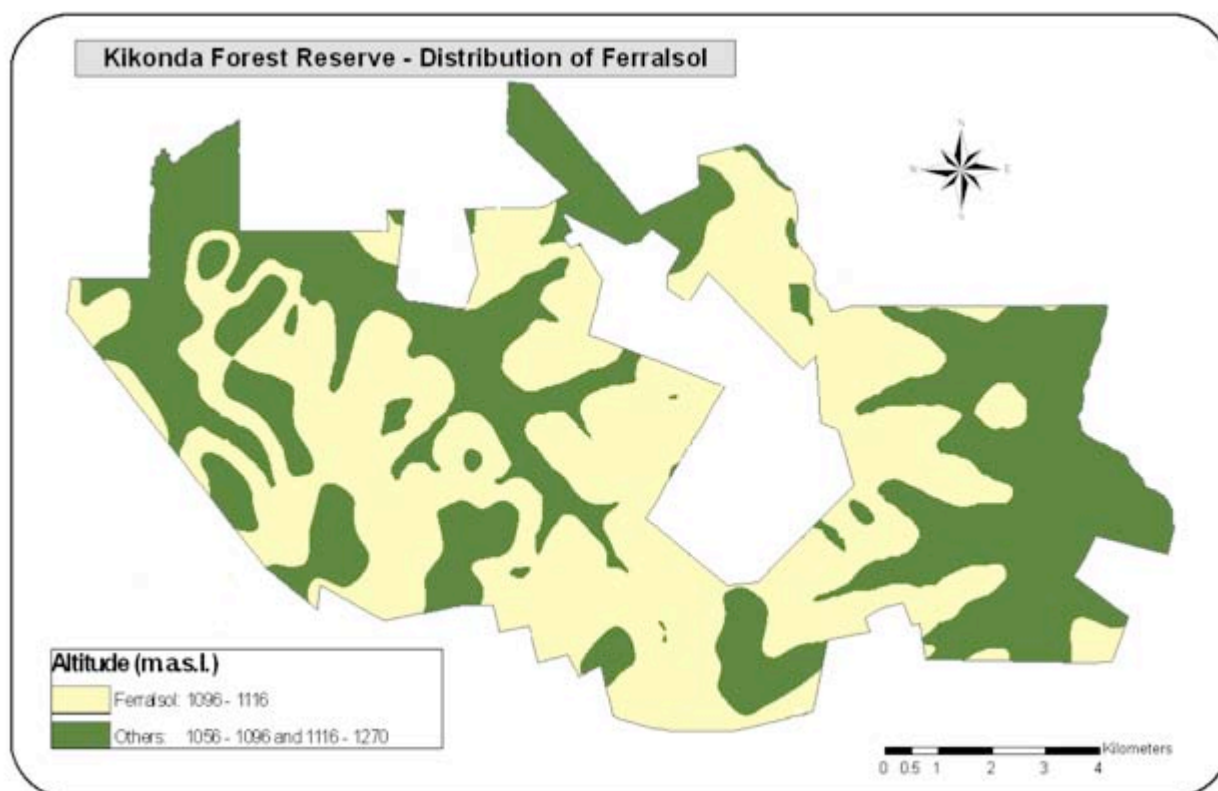 Kikonda Forest Reserve - Distribution of Ferralsol
N
W E
S
Altitude (m.a.s.l.)
Ferralsol: 1096 - 1116
Others: 1056 - 1096 and 1116 - 1270
Kilometers
0 0.5 1 2 3 4